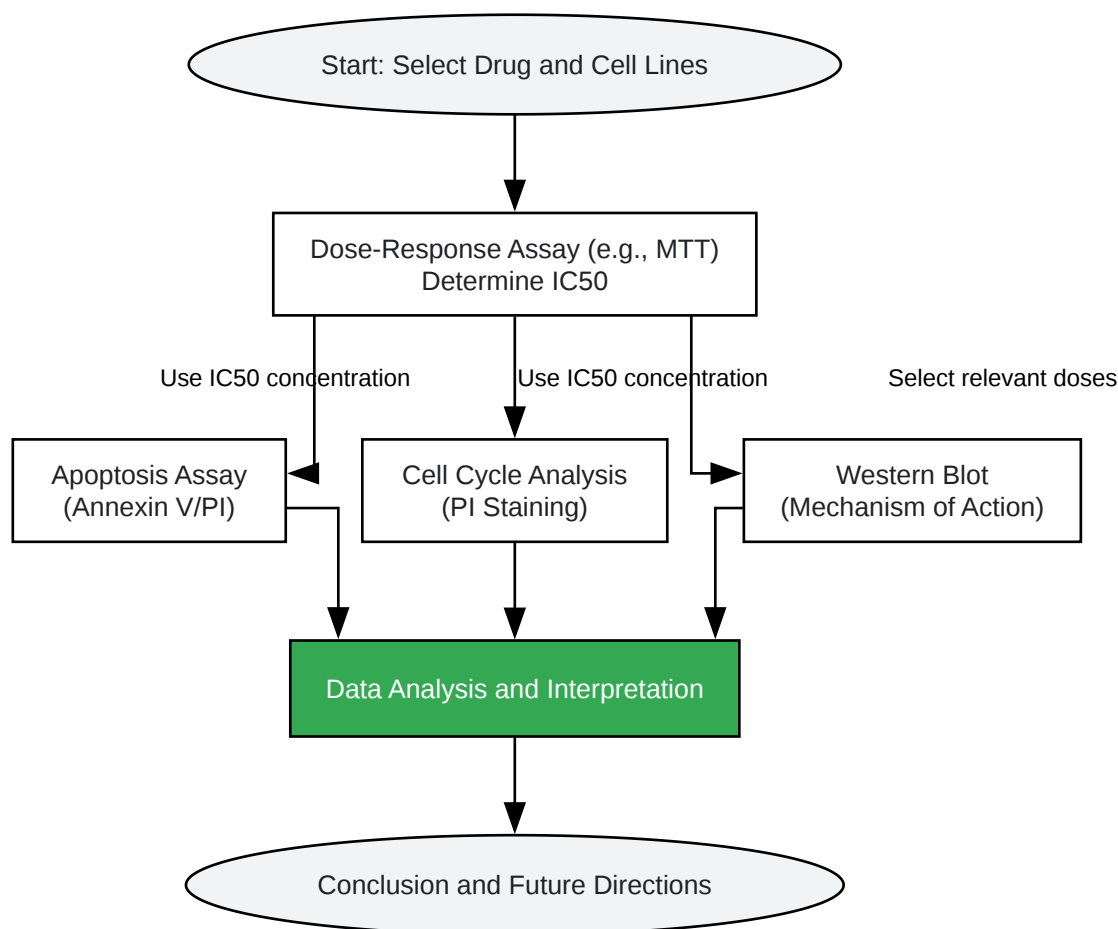 Start: Select Drug and Cell Lines
Dose-Response Assay (e.g., MTT)
Determine IC50
Use IC50 concentration
Use IC50 concentration
Select relevant doses
Apoptosis Assay
(Annexin V/PI)
Cell Cycle Analysis
(PI Staining)
Western Blot
(Mechanism of Action)
Data Analysis and Interpretation
Conclusion and Future Directions